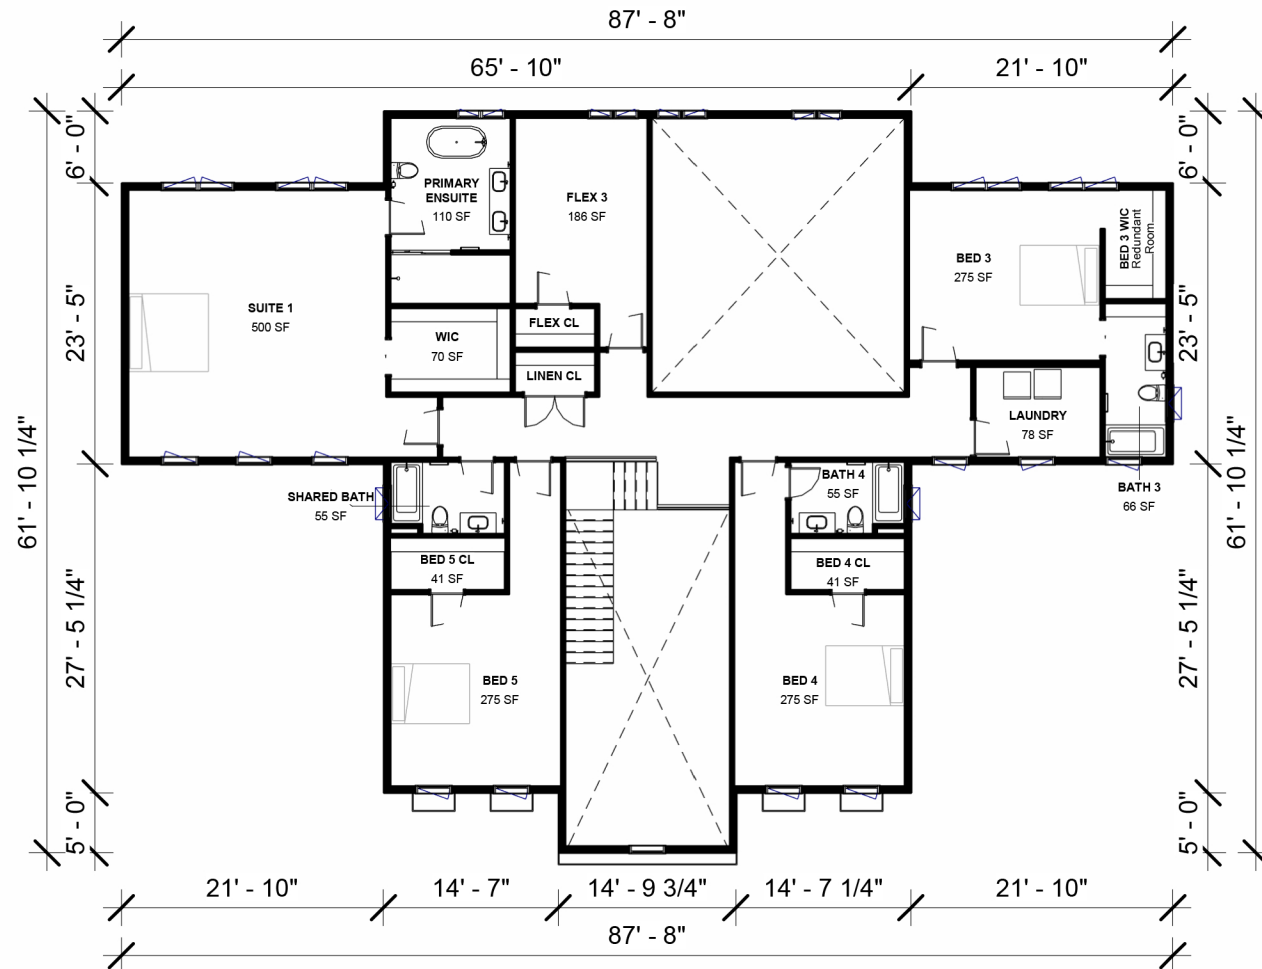 87' - 8"
65' - 10"
21' - 10"
6' - 0"
6' - 0"
PRIMARY
ENSUITE
110 SF
FLEX 3
186 SF
BED 3 WIC
Redundant
Room
BED 3
275 SF
SUITE 1
500 SF
23' - 5"
23' - 5"
FLEX CL
WIC
70 SF
LINEN CL
LAUNDRY
78 SF
61' - 10 1/4"
61' - 10 1/4"
SHARED BATH
55 SF
BATH 4
55 SF
BATH 3
66 SF
BED 5 CL
41 SF
BED 4 CL
41 SF
27' - 5 1/4"
27' - 5 1/4"
BED 5
275 SF
BED 4
275 SF
5' - 0"
5' - 0"
21' - 10"
14' - 7"
14' - 9 3/4"
14' - 7 1/4"
21' - 10"
87' - 8"